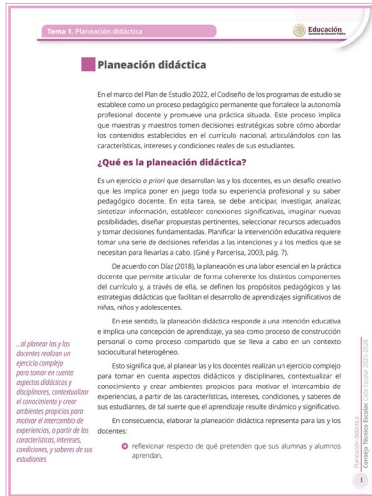 Tema 1. Planeación didáctica
Educación
Secretaría de Educación Pública
Planeación didáctica
En el marco del Plan de Estudio 2022, el Codiseño de los programas de estudio se
establece como un proceso pedagógico permanente que fortalece la autonomía
profesional docente y promueve una práctica situada. Este proceso implica
que maestras y maestros tomen decisiones estratégicas sobre cómo abordar
los contenidos establecidos en el currículo nacional, articulándolos con las
características, intereses y condiciones reales de sus estudiantes.
¿Qué es la planeación didáctica?
Es un ejercicio a priori que desarrollan las y los docentes, es un desafío creativo
que les implica poner en juego toda su experiencia profesional y su saber
pedagógico docente. En esta tarea, se debe anticipar, investigar, analizar,
sintetizar información, establecer conexiones significativas, imaginar nuevas
posibilidades, diseñar propuestas pertinentes, seleccionar recursos adecuados
y tomar decisiones fundamentadas. Planificar la intervención educativa requiere
tomar una serie de decisiones referidas a las intenciones y a los medios que se
necesitan para llevarlas a cabo. (Giné y Parcerisa, 2003, pág. 7).
De acuerdo con Díaz (2018), la planeación es una labor esencial en la práctica
docente que permite articular de forma coherente los distintos componentes
del currículo y, a través de ella, se definen los propósitos pedagógicos y las
estrategias didácticas que facilitan el desarrollo de aprendizajes significativos de
niñas, niños y adolescentes.
En ese sentido, la planeación didáctica responde a una intención educativa
e implica una concepción de aprendizaje, ya sea como proceso de construcción
personal o como proceso compartido que se lleva a cabo en un contexto
sociocultural heterogéneo.
Esto significa que, al planear las y los docentes realizan un ejercicio complejo
para tomar en cuenta aspectos didácticos y disciplinares, contextualizar el
conocimiento y crear ambientes propicios para motivar el intercambio de
experiencias, a partir de las características, intereses, condiciones, y saberes de
sus estudiantes, de tal suerte que el aprendizaje resulte dinámico y significativo.
En consecuencia, elaborar la planeación didáctica representa para las y los
docentes:
reflexionar respecto de qué pretenden que sus alumnas y alumnos
aprendan,
...al planear las y los
docentes realizan un
ejercicio complejo
para tomar en cuenta
aspectos didácticos y
disciplinares, contextualizar
el conocimiento y crear
ambientes propicios para
motivar el intercambio de
experiencias, a partir de las
características, intereses,
condiciones, y saberes de sus
estudiantes
Planeación didáctica
Consejo Técnico Escolar Ciclo Escolar 2025-2026
1